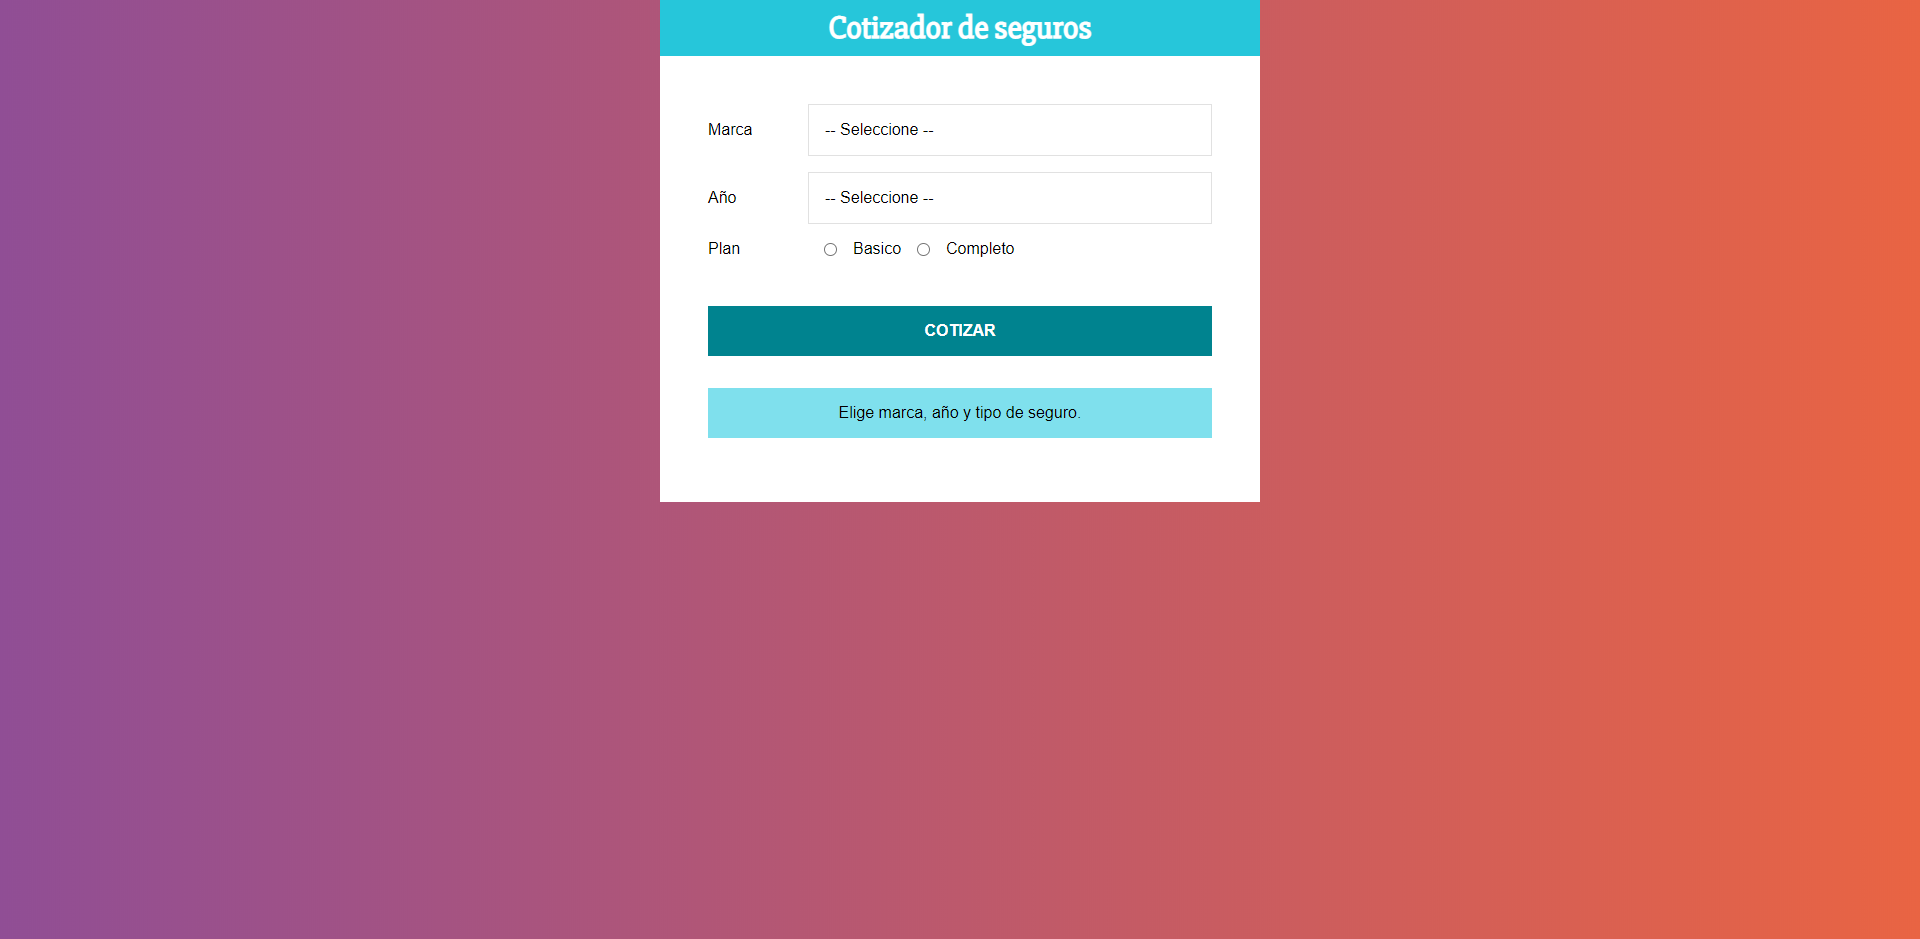 Cotizador de seguros
Marca -- Seleccione --
Año -- Seleccione --
Plan Basico Completo
COTIZAR
Elige marca, año y tipo de seguro.